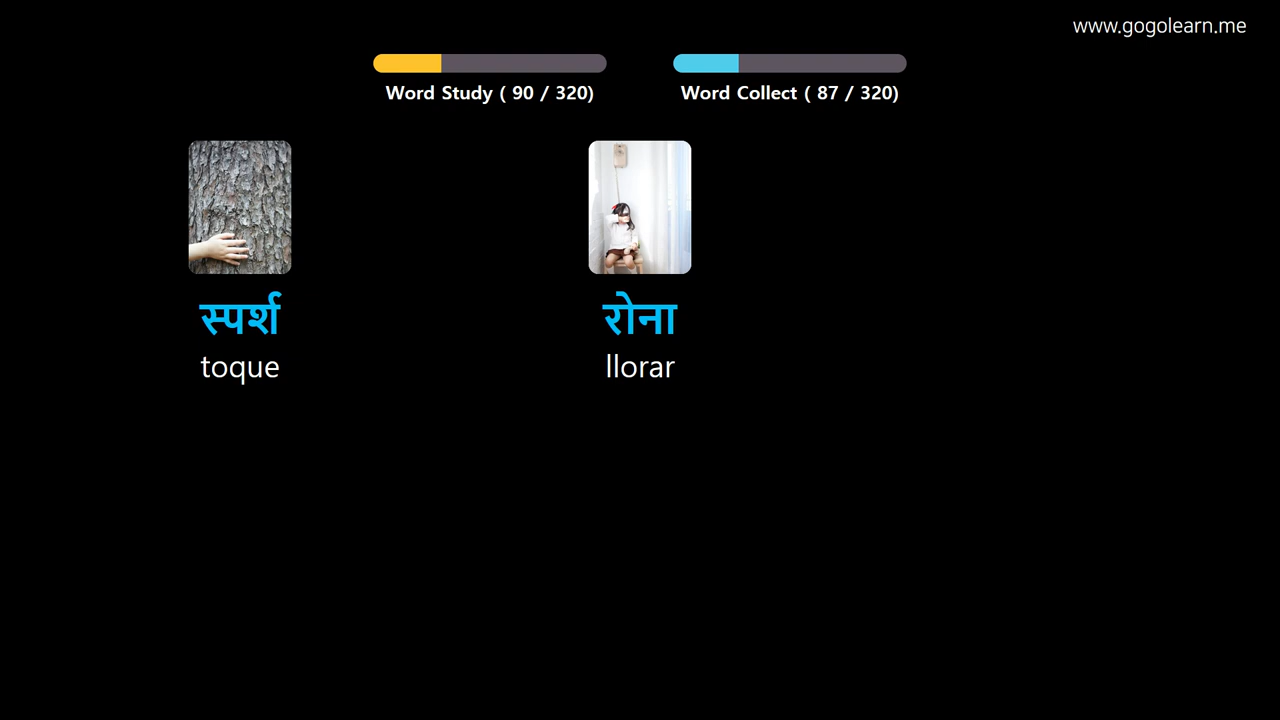 www.gogolearn.me
Word Study ( 90 / 320)
Word Collect ( 87 / 320)
स्पर्श
toque
रोना
llorar